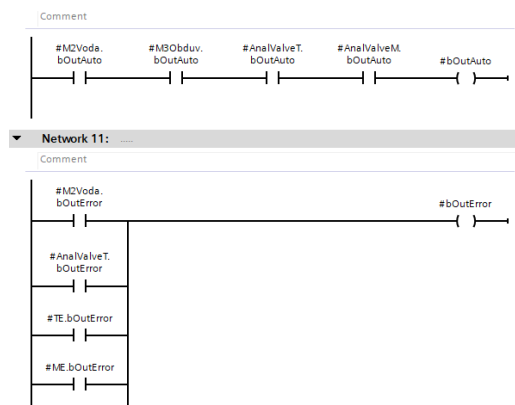 Comment
#M2Voda. #M3Obduv. #AnalValveT. #AnalValveM.
bOutAuto bOutAuto bOutAuto bOutAuto #bOutAuto
Network 11: .....
Comment
#M2Voda.
bOutError #bOutError
#AnalValveT.
bOutError
#TE.bOutError
#ME.bOutError